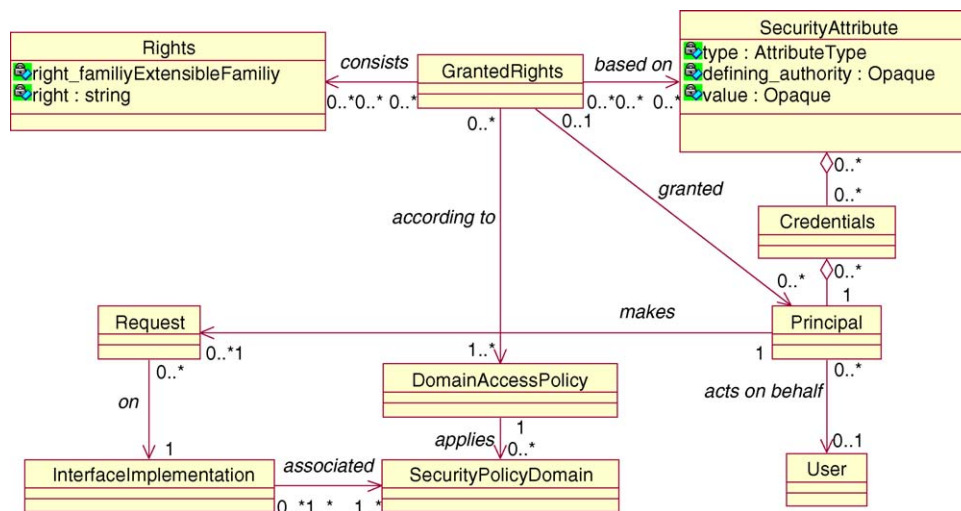 SecurityAttribute
Rights
type : AttributeType
consists
GrantedRights
based on
right_familiyExtensibleFamiliy
defining_authority : Opaque
right : string
value : Opaque
0..*0..* 0..*
0..*0..* 0..*
0..*
0..1
0..*
granted
0..*
according to
Credentials
0..*
0..*
1
makes
Request
Principal
0..*1
1..*
1
0..*
0..*
DomainAccessPolicy
on
acts on behalf
1
1
applies
0..*
0..1
InterfaceImplementation
associated
SecurityPolicyDomain
User
0..*1..* 1..*